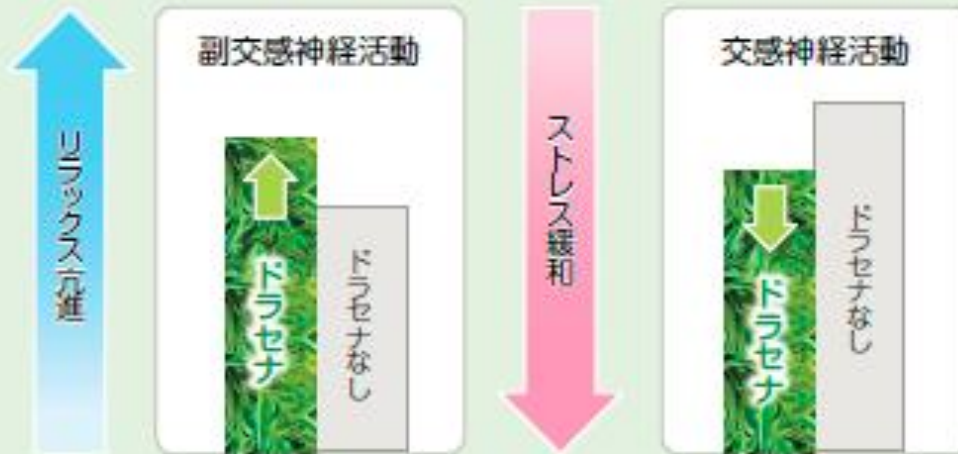 リラックス亢進
副交感神経活動
ドラセナ
ドラセナなし
ストレス緩和
交感神経活動
ドラセナ
ドラセナなし